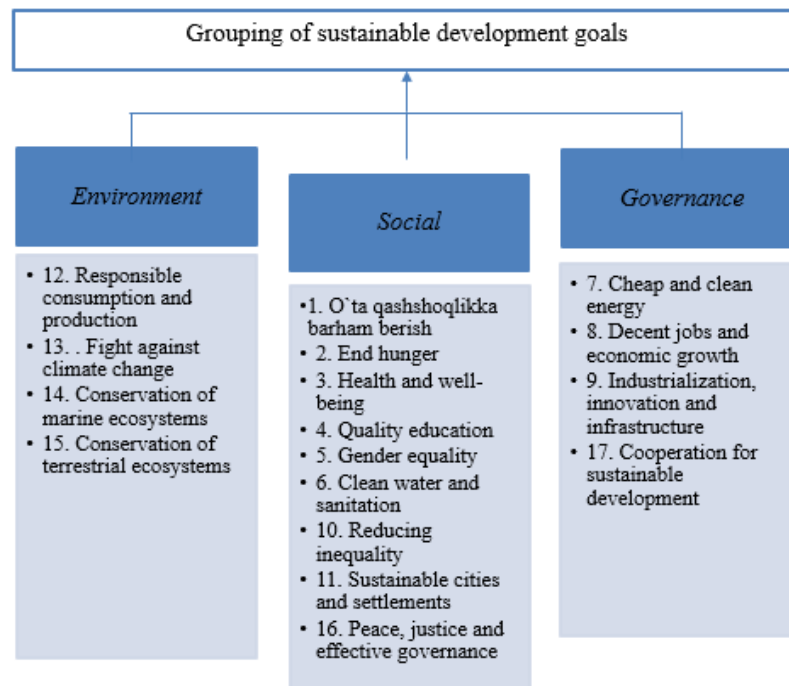 Grouping of sustainable development goals
Environment
• 12. Responsible
consumption and
production
• 13. . Fight against
climate change
• 14. Conservation of
marine ecosystems
• 15. Conservation of
terrestrial ecosystems
Social
•1. O`ta qashshoqlikka
barham berish
• 2. End hunger
• 3. Health and well-
being
• 4. Quality education
• 5. Gender equality
• 6. Clean water and
sanitation
• 10. Reducing
inequality
• 11. Sustainable cities
and settlements
• 16. Peace, justice and
effective governance
Governance
• 7. Cheap and clean
energy
• 8. Decent jobs and
economic growth
• 9. Industrialization,
innovation and
infrastructure
• 17. Cooperation for
sustainable
development